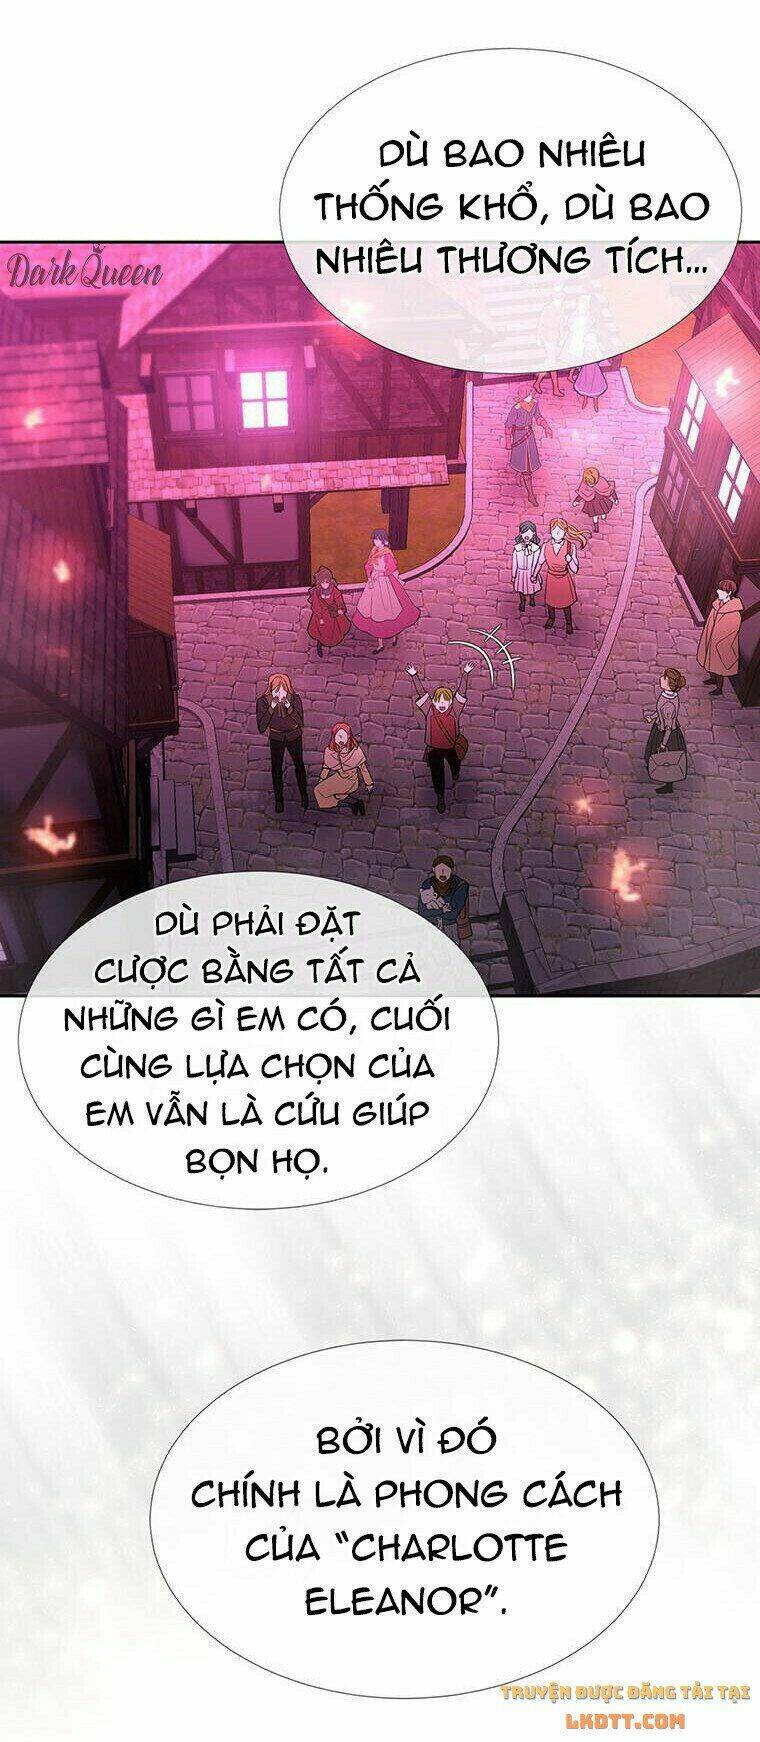 DÙ BAO NHIÊU
THỐNG KHỔ, DÙ BAO
NHIÊU THƯƠNG TÍCH...
DarkQueen
DÙ PHẢI ĐẶT
CƯỢC BẰNG TẤT CẢ
NHỮNG GÌ EM CÓ, CUỐI
CÙNG LỰA CHỌN CỦA
EM VẪN LÀ CỨU GIÚP
BỌN HỌ.
BỞI VÌ ĐÓ
CHÍNH LÀ PHONG CÁCH
CỦA “CHARLOTTE
ELEANOR”.
TRUYỆN ĐƯỢC ĐĂNG TẢI TẠI
LKDTT.COM